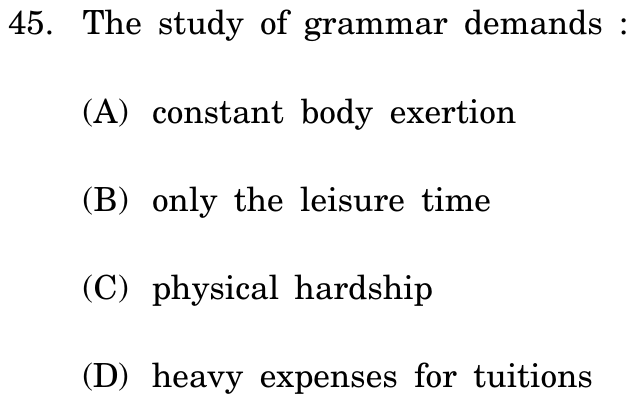 45. The study of grammar demands :
(A) constant body exertion
(B) only the leisure time
(C) physical hardship
(D) heavy expenses for tuitions